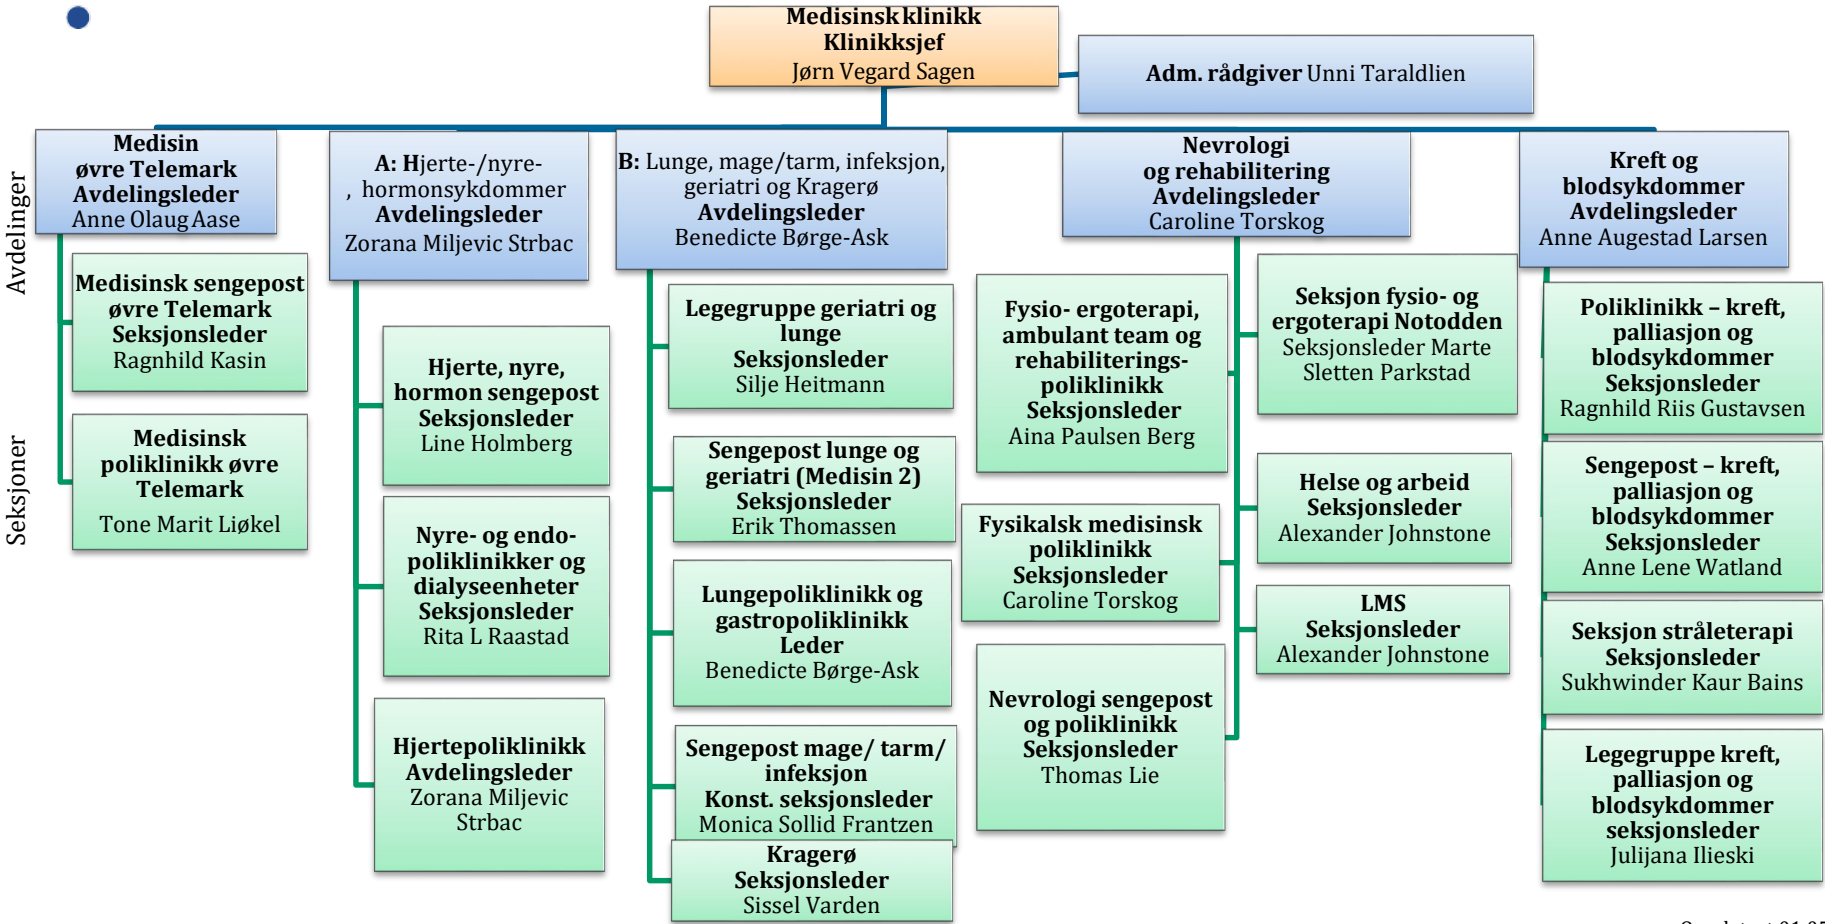 Medisinsk klinikk
Klinikksjef
Jørn Vegard Sagen
Adm. rådgiver Unni Taraldlien
Avdelinger
Seksjoner
Medisin
øvre Telemark
Avdelingsleder
Anne Olaug Aase
Medisinsk sengepost
øvre Telemark
Seksjonsleder
Ragnhild Kasin
Medisinsk
poliklinikk øvre
Telemark
Tone Marit Liøkel
A: Hjerte-/nyre-
, hormonsykdommer
Avdelingsleder
Zorana Miljevic Strbac
Hjerte, nyre,
hormon sengepost
Seksjonsleder
Line Holmberg
Nyre- og endo-
poliklinikker og
dialyseenheter
Seksjonsleder
Rita L Raastad
Hjertepoliklinikk
Avdelingsleder
Zorana Miljevic
Strbac
B: Lunge, mage/tarm, infeksjon,
geriatri og Kragerø
Avdelingsleder
Benedicte Børge-Ask
Legegruppe geriatri og
lunge
Seksjonsleder
Silje Heitmann
Sengepost lunge og
geriatri (Medisin 2)
Seksjonsleder
Erik Thomassen
Lungepoliklinikk og
gastropoliklinikk
Leder
Benedicte Børge-Ask
Sengepost mage/ tarm/
infeksjon
Konst. seksjonsleder
Monica Sollid Frantzen
Kragerø
Seksjonsleder
Sissel Varden
Nevrologi
og rehabilitering
Avdelingsleder
Caroline Torskog
Fysio- ergoterapi,
ambulant team og
rehabiliterings-
poliklinikk
Seksjonsleder
Aina Paulsen Berg
Fysikalsk medisinsk
poliklinikk
Seksjonsleder
Caroline Torskog
Nevrologi sengepost
og poliklinikk
Seksjonsleder
Thomas Lie
Seksjon fysio- og
ergoterapi Notodden
Seksjonsleder Marte
Sletten Parkstad
Helse og arbeid
Seksjonsleder
Alexander Johnstone
LMS
Seksjonsleder
Alexander Johnstone
Kreft og
blodsykdommer
Avdelingsleder
Anne Augestad Larsen
Poliklinikk – kreft,
palliasjon og
blodsykdommer
Seksjonsleder
Ragnhild Riis Gustavsen
Sengepost – kreft,
palliasjon og
blodsykdommer
Seksjonsleder
Anne Lene Watland
Seksjon stråleterapi
Seksjonsleder
Sukhwinder Kaur Bains
Legegruppe kreft,
palliasjon og
blodsykdommer
seksjonsleder
Julijana Ilieski